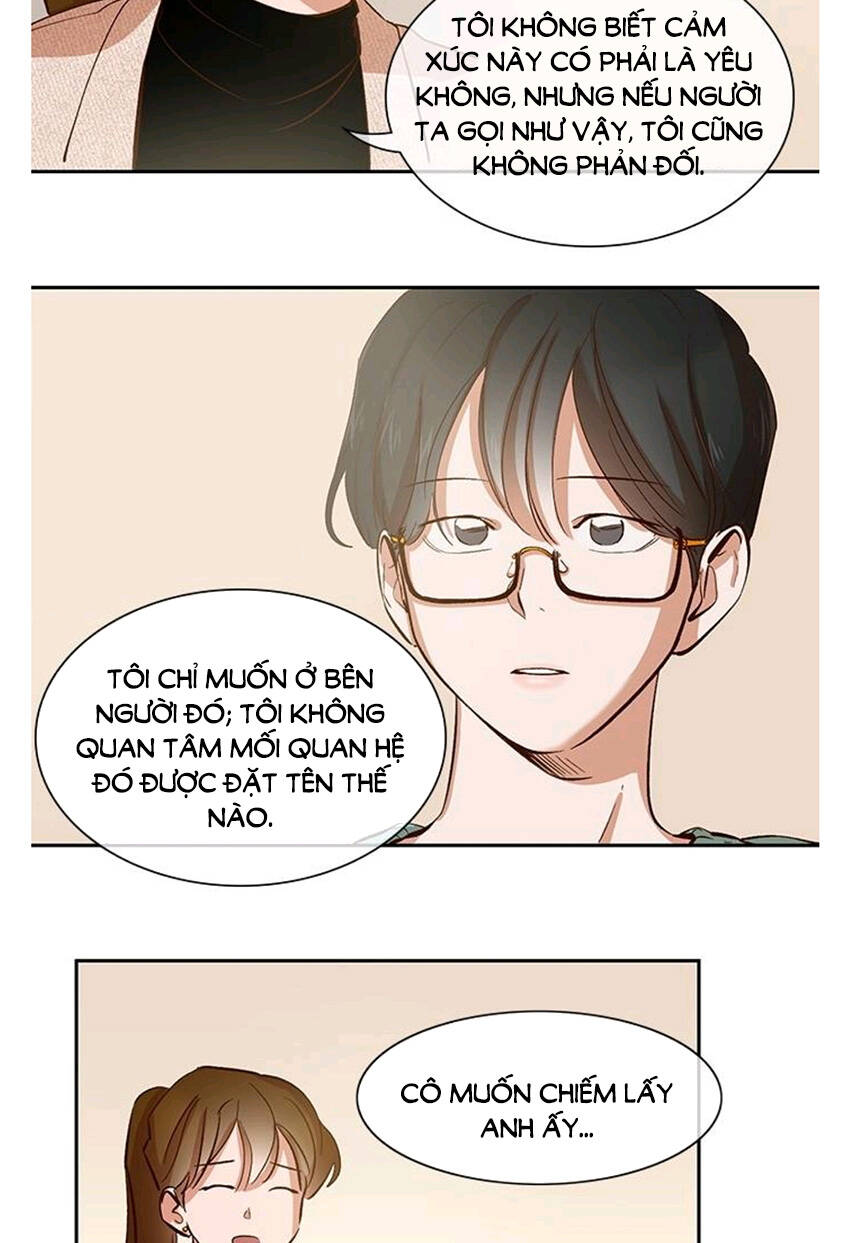 TÔI KHÔNG BIẾT CẢM
XÚC NÀY CÓ PHẢI LÀ YÊU
KHÔNG, NHƯNG NẾU NGƯỜI
TA GỌI NHƯ VẬY, TÔI CŨNG
KHÔNG PHẢN ĐỐI.
TÔI CHỈ MUỐN Ở BÊN
NGƯỜI ĐÓ; TÔI KHÔNG
QUAN TÂM MỐI QUAN HỆ
ĐÓ ĐƯỢC ĐẶT TÊN THẾ
NÀO.
CÔ MUỐN CHIẾM LẤY
ANH ẤY...